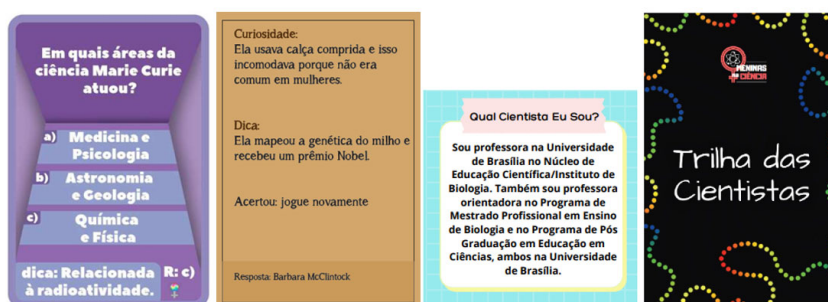 Em quais áreas da
ciência Marie Curie
atuou?
a) Medicina e
Psicologia
b) Astronomia
e Geologia
c) Química
e Física
dica: Relacionada
à radioatividade.
R: c)
Curiosidade:
Ela usava calça comprida e isso
incomodava porque não era
comum em mulheres.
Dica:
Ela mapeou a genética do milho e
recebeu um prêmio Nobel.
Acertou: jogue novamente
Resposta: Barbara McClintock
Qual Cientista Eu Sou?
Sou professora na Universidade
de Brasília no Núcleo de
Educação Científica/Instituto de
Biologia. Também sou professora
orientadora no Programa de
Mestrado Profissional em Ensino
de Biologia e no Programa de Pós
Graduação em Educação em
Ciências, ambos na Universidade
de Brasília.
MENINAS
CIÊNCIA
Trilha das
Cientistas